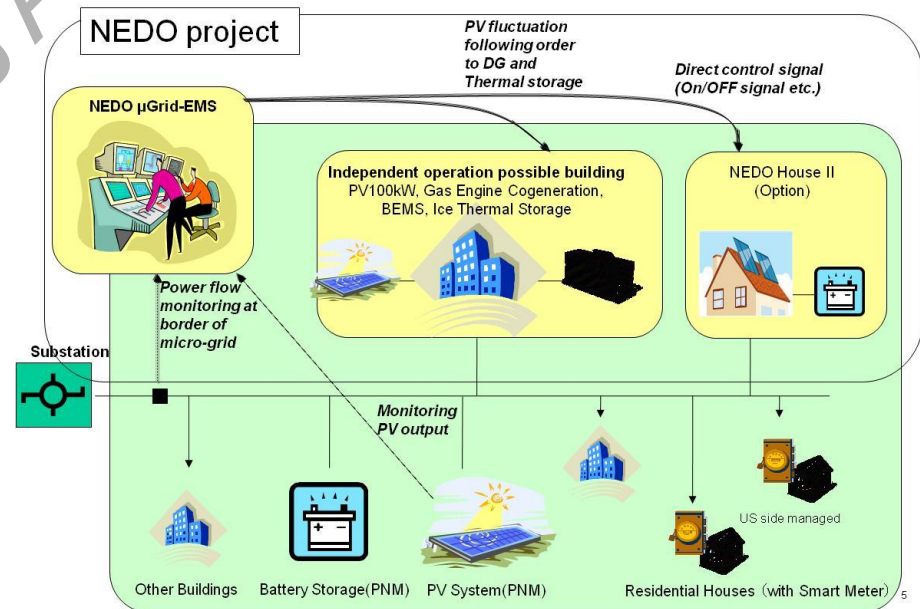 NEDO project
PV fluctuation
following order
to DG and
Thermal storage
Direct control signal
(On/OFF signal etc.)
NEDO µGrid-EMS
Independent operation possible building
PV100kW, Gas Engine Cogeneration,
BEMS, Ice Thermal Storage
NEDO House II
(Option)
Power flow
monitoring at
border of
micro-grid
Substation
Monitoring
PV output
US side managed
Other Buildings
Battery Storage(PNM)
PV System(PNM)
Residential Houses （with Smart Meter）
5